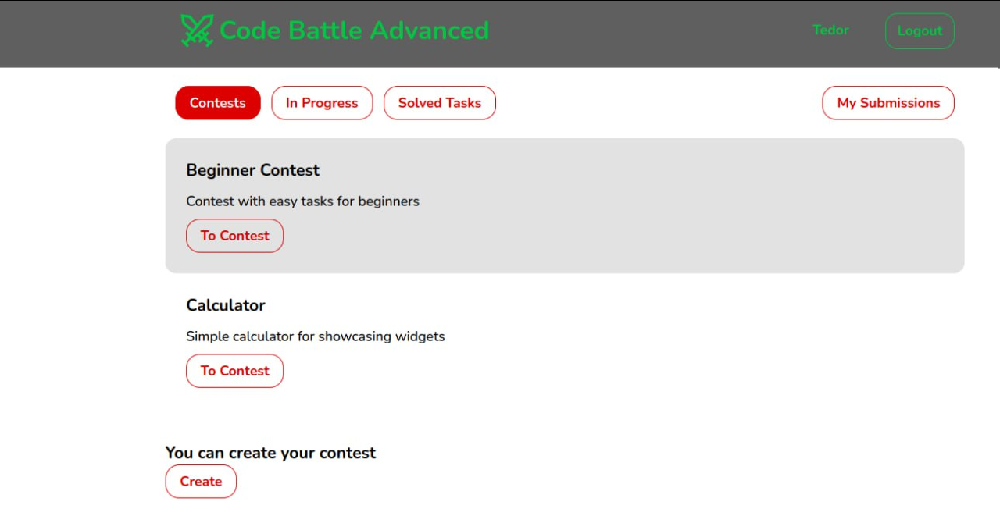 Code Battle Advanced
Tedor
Logout
Contests
In Progress
Solved Tasks
My Submissions
Beginner Contest
Contest with easy tasks for beginners
To Contest
Calculator
Simple calculator for showcasing widgets
To Contest
You can create your contest
Create